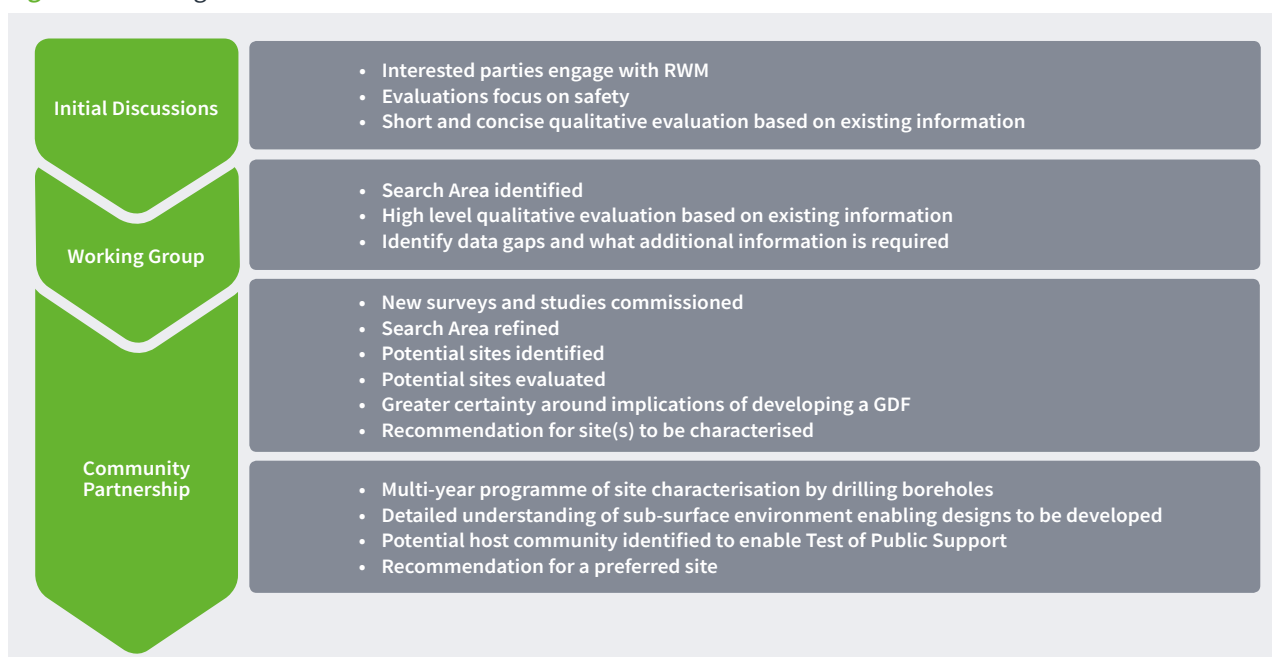 Initial Discussions
• Interested parties engage with RWM
• Evaluations focus on safety
• Short and concise qualitative evaluation based on existing information
Working Group
• Search Area identified
• High level qualitative evaluation based on existing information
• Identify data gaps and what additional information is required
Community
Partnership
• New surveys and studies commissioned
• Search Area refined
• Potential sites identified
• Potential sites evaluated
• Greater certainty around implications of developing a GDF
• Recommendation for site(s) to be characterised
• Multi-year programme of site characterisation by drilling boreholes
• Detailed understanding of sub-surface environment enabling designs to be developed
• Potential host community identified to enable Test of Public Support
• Recommendation for a preferred site